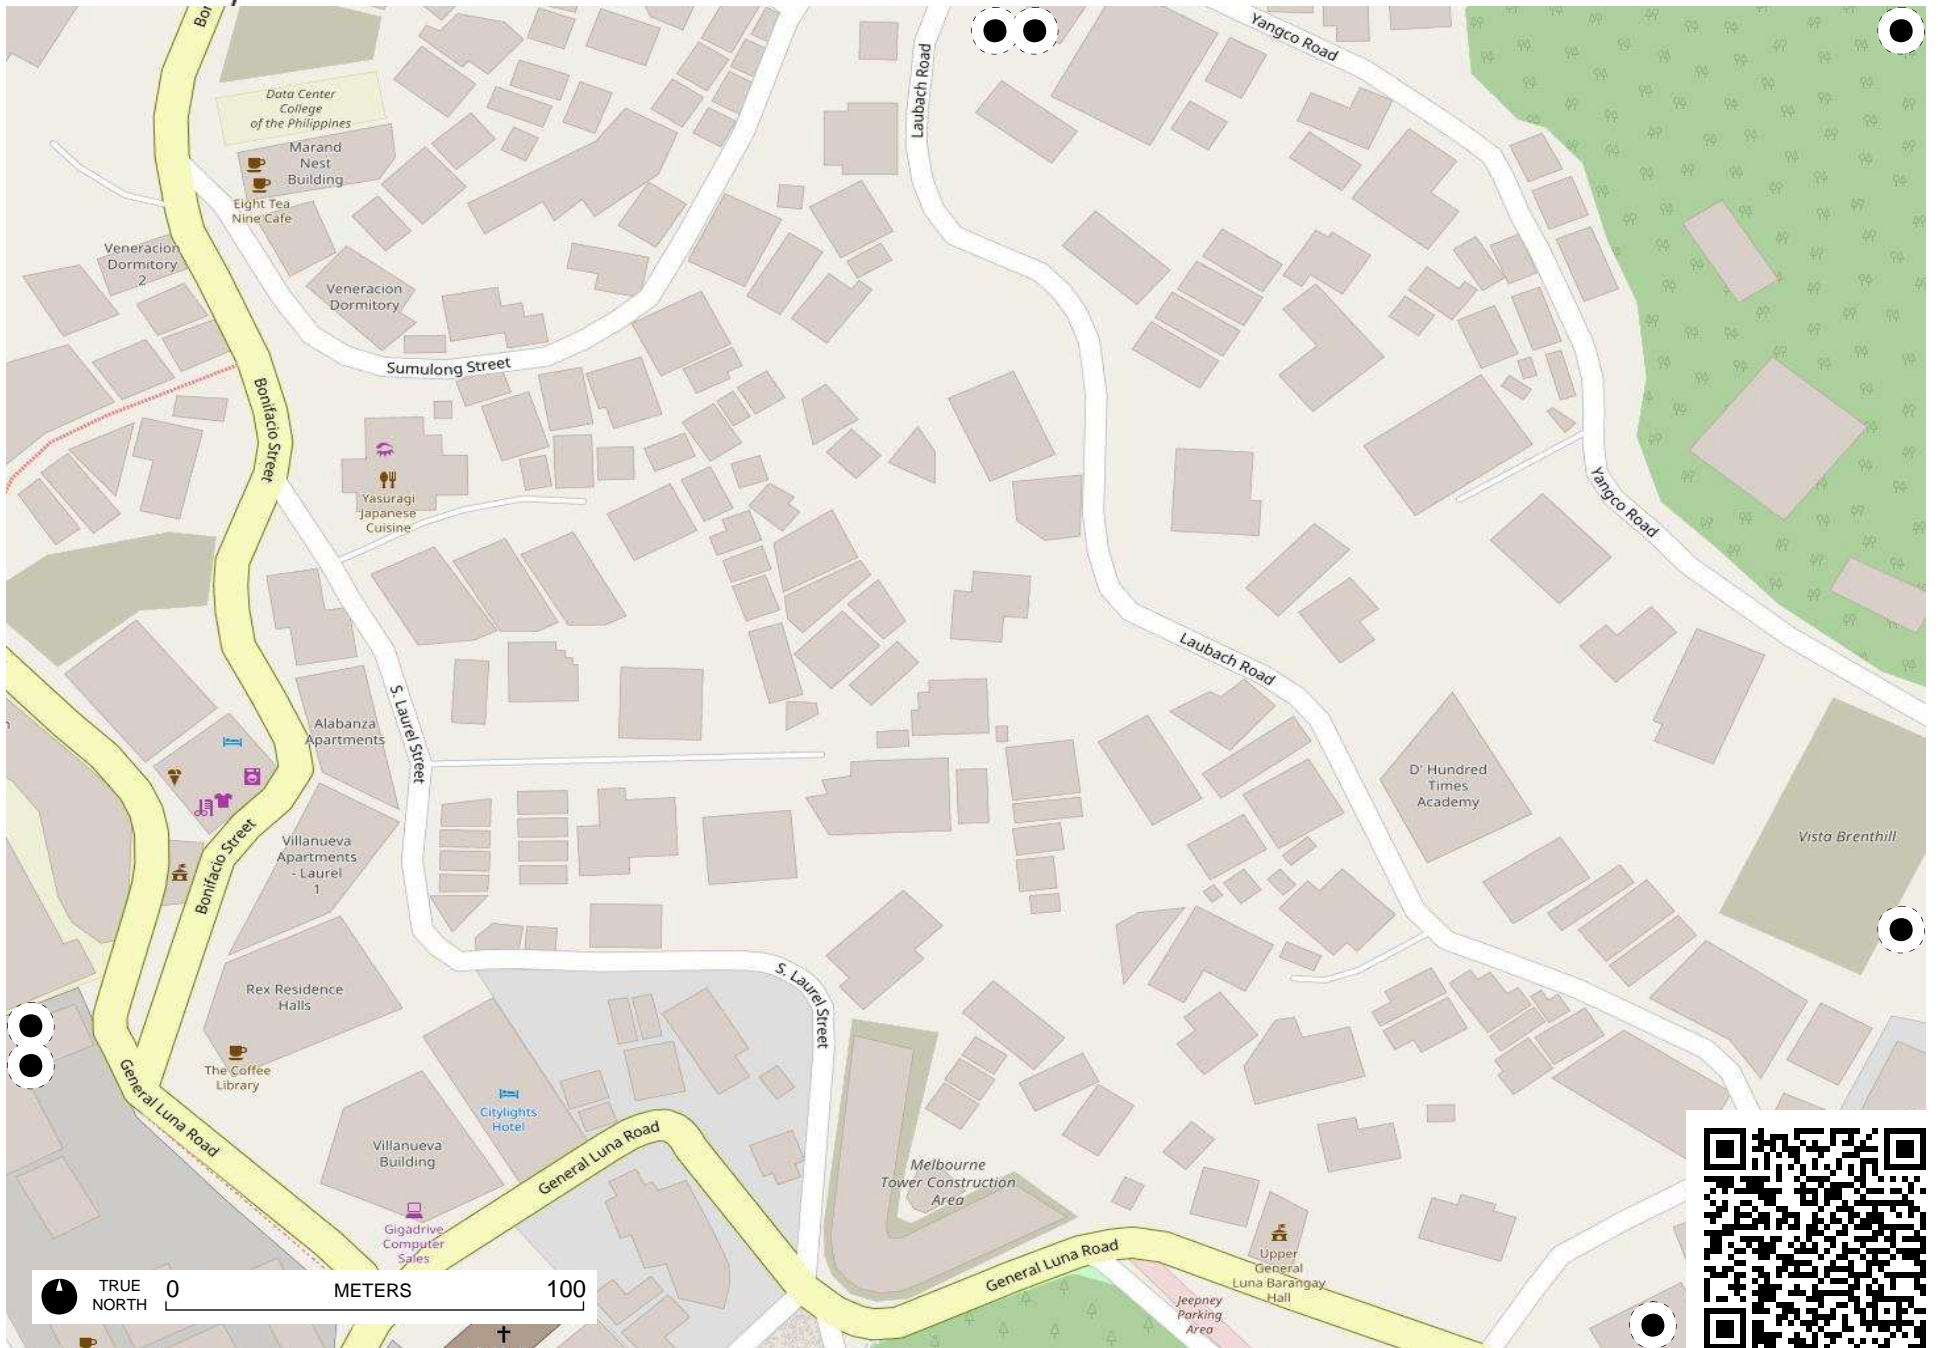 Yangco Road
Laubach Road
Data Center
College
of the Philippines
Marand
Nest
Building
Eight Tea
Nine Cafe
Veneracion
Dormitory
2
Veneracion
Dormitory
Sumulong Street
Bonifacio Street
Yasuragi
Japanese
Cuisine
Yangco Road
Laubach Road
S. Laurel Street
Alabanza
Apartments
D' Hundred
Times
Academy
Vista Brenthill
Villanueva
Apartments
- Laurel
1
Bonifacio Street
Rex Residence
Halls
S. Laurel Street
The Coffee
Library
General Luna Road
Citylights
Hotel
Villanueva
Building
General Luna Road
Melbourne
Tower Construction
Area
Gigadrive
Computer
Sales
General Luna Road
Upper
General
Luna Barangay
Hall
Jeepney
Parking
Area
TRUE
NORTH
0 METERS 100